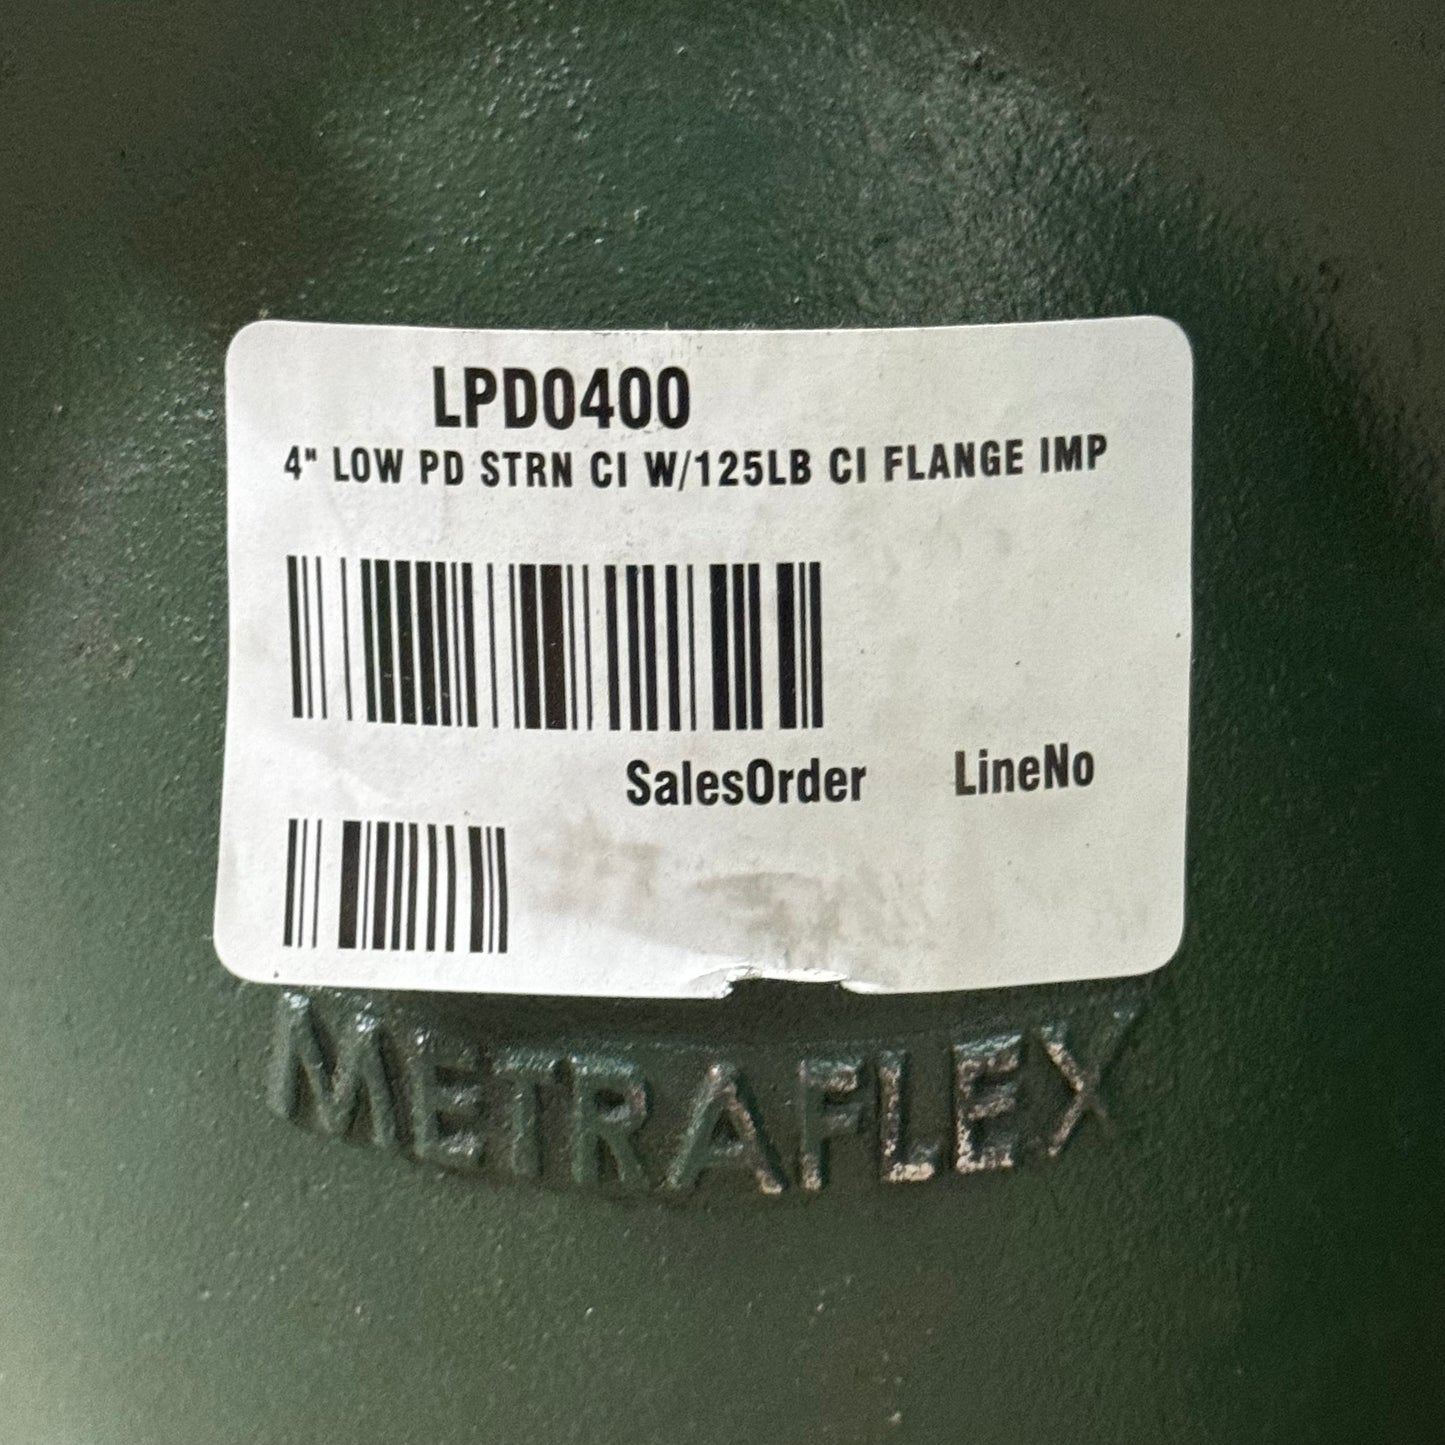 LPD0400
4" LOW PD STRN CI W/125LB CI FLANGE IMP
SalesOrder LineNo
METRAFLEX